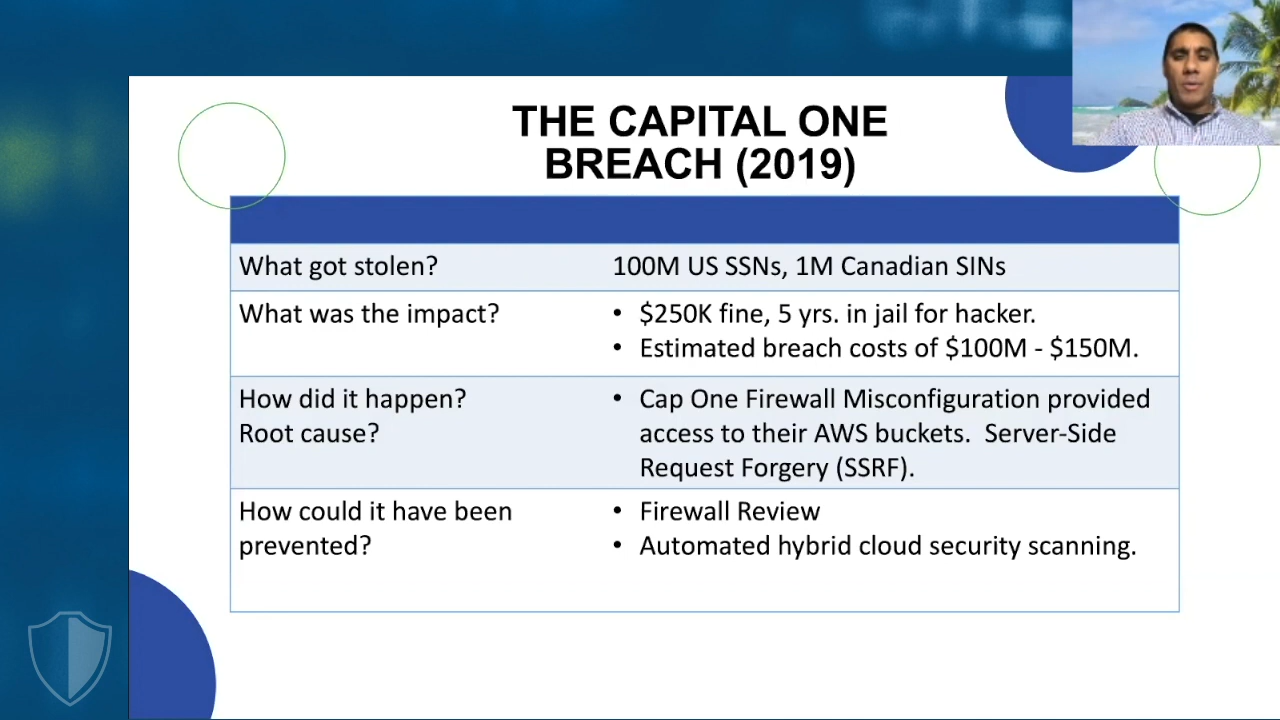 THE CAPITAL ONE
BREACH (2019)
What got stolen?
100M US SSNs, 1M Canadian SINs
What was the impact?
• $250K fine, 5 yrs. in jail for hacker.
• Estimated breach costs of $100M - $150M.
How did it happen?
Root cause?
• Cap One Firewall Misconfiguration provided
access to their AWS buckets.  Server-Side
Request Forgery (SSRF).
How could it have been
prevented?
• Firewall Review
• Automated hybrid cloud security scanning.